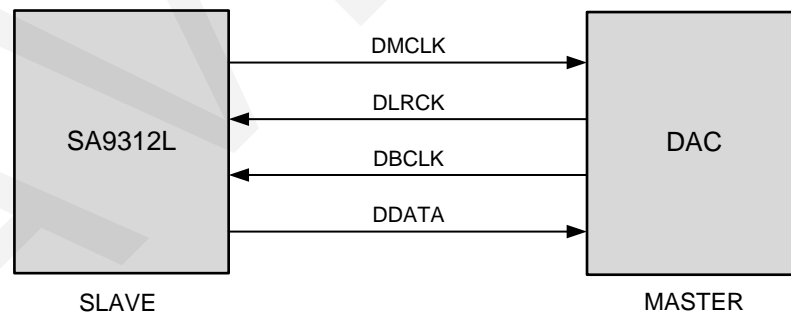 DMCLK
DLRCK
SA9312L
DAC
DBCLK
DDATA
SLAVE
MASTER